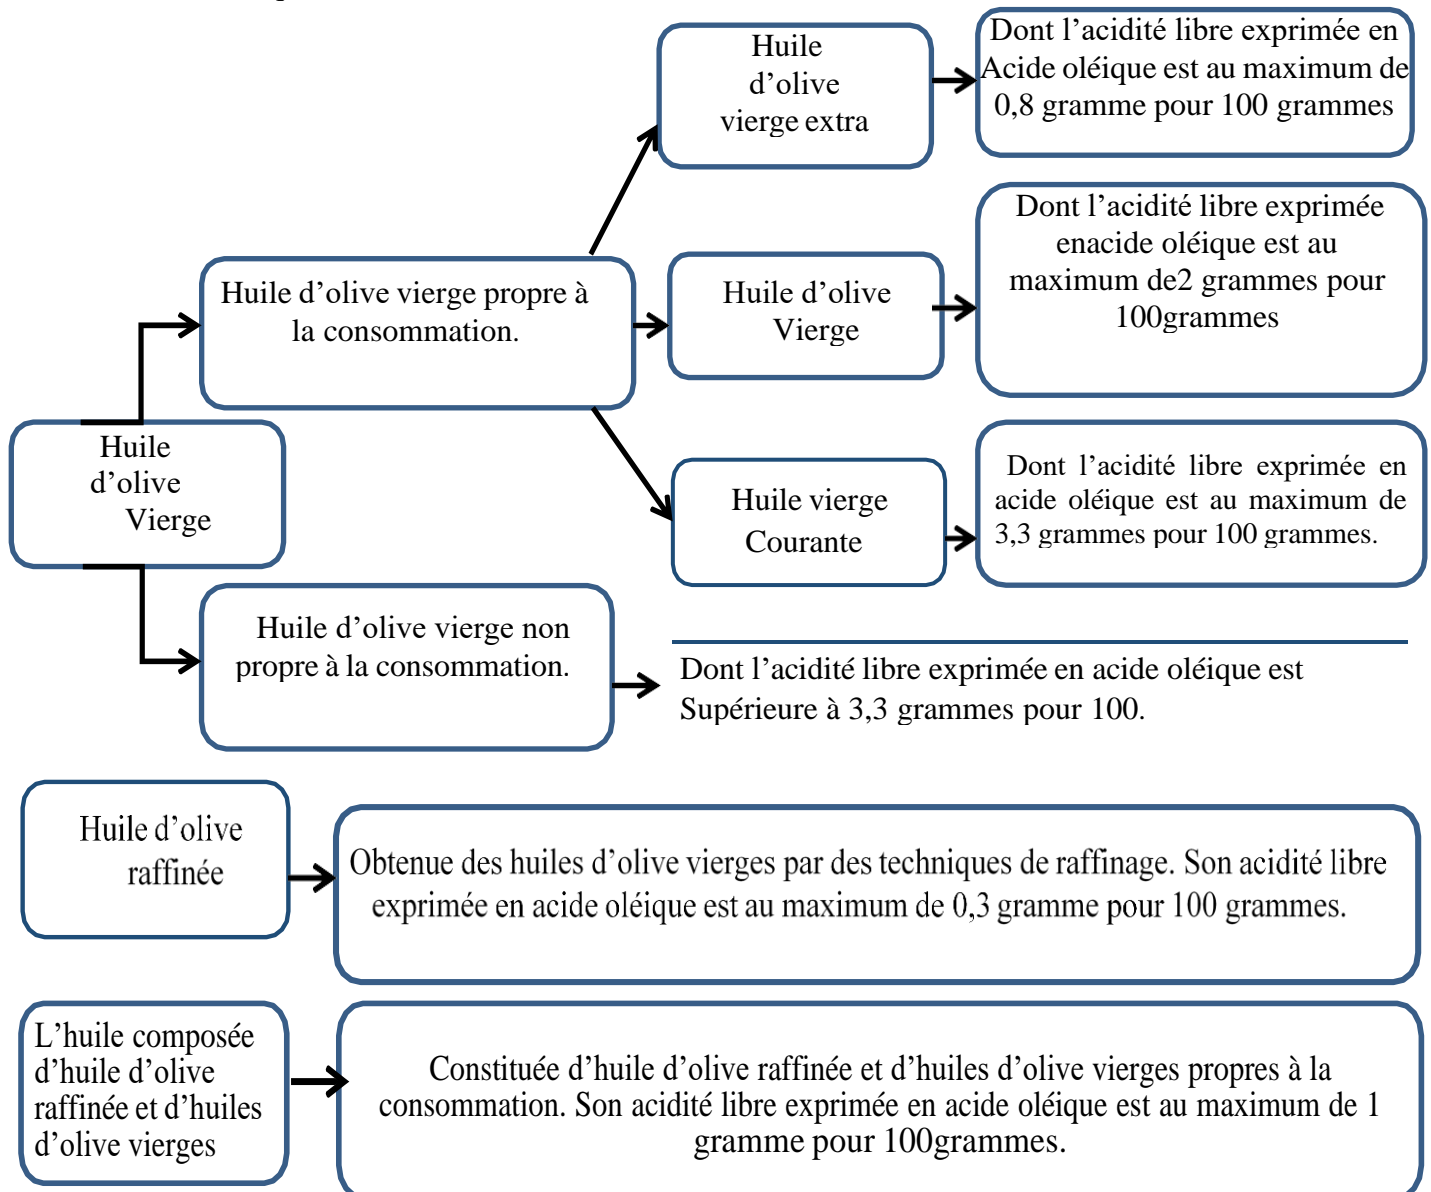 Huile
d’olive
vierge extra
Dont l’acidité libre exprimée en
Acide oléique est au maximum de
0,8 gramme pour 100 grammes
Huile d’olive vierge propre à
la consommation.
Huile d’olive
Vierge
Dont l’acidité libre exprimée
enacide oléique est au
maximum de2 grammes pour
100grammes
Huile
d’olive
Vierge
Huile vierge
Courante
Dont l’acidité libre exprimée en
acide oléique est au maximum de
3,3 grammes pour 100 grammes.
Huile d’olive vierge non
propre à la consommation.
Dont l’acidité libre exprimée en acide oléique est
Supérieure à 3,3 grammes pour 100.
Huile d’olive
raffinée
Obtenue des huiles d’olive vierges par des techniques de raffinage. Son acidité libre
exprimée en acide oléique est au maximum de 0,3 gramme pour 100 grammes.
L’huile composée
d’huile d’olive
raffinée et d’huiles
d’olive vierges
Constituée d’huile d’olive raffinée et d’huiles d’olive vierges propres à la
consommation. Son acidité libre exprimée en acide oléique est au maximum de 1
gramme pour 100grammes.